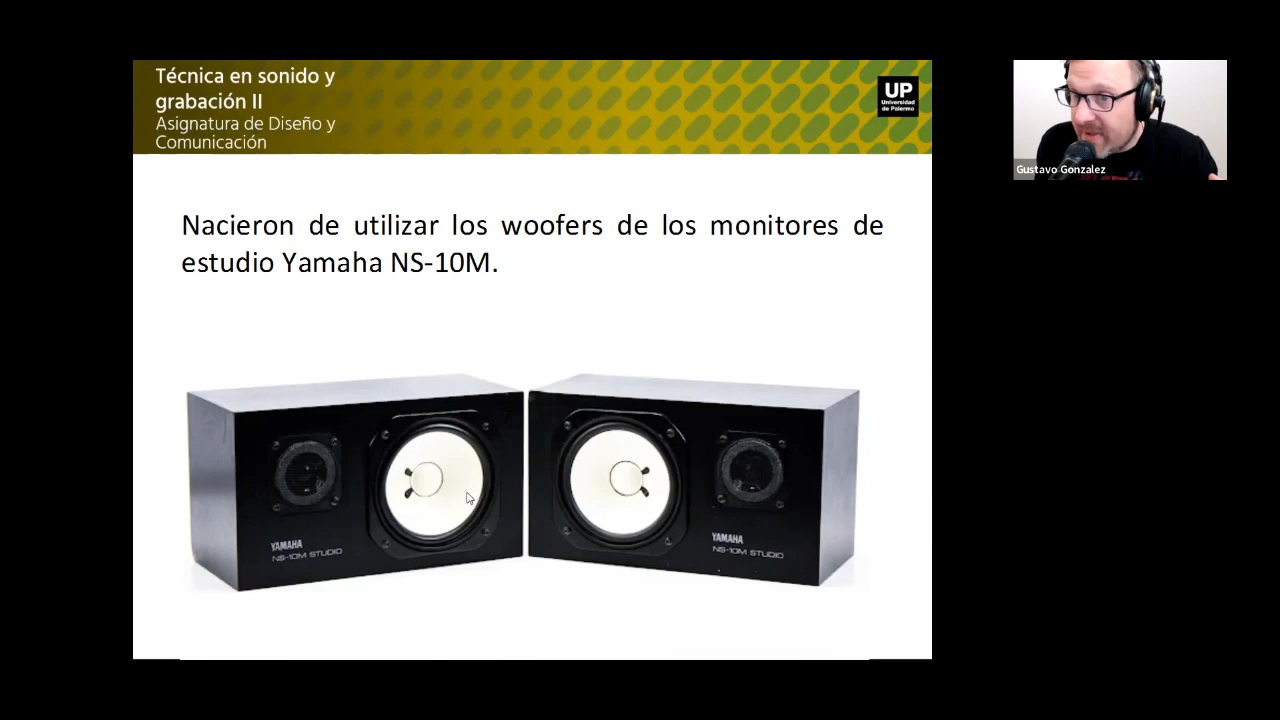 Técnica en sonido y
grabación II
Asignatura de Diseño y
Comunicación
UP
Universidad
de Palermo
Gustavo Gonzalez
Nacieron de utilizar los woofers de los monitores de
estudio Yamaha NS-10M.
YAMAHA
NS-10M STUDIO
YAMAHA
NS-10M STUDIO